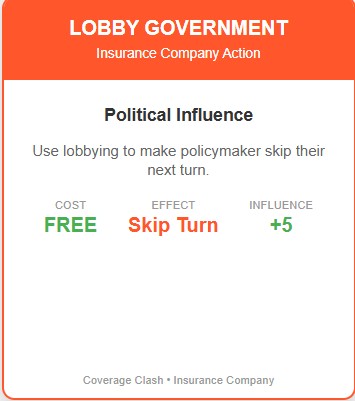 LOBBY GOVERNMENT
Insurance Company Action
Political Influence
Use lobbying to make policymaker skip their
next turn.
COST EFFECT INFLUENCE
FREE Skip Turn +5
Coverage Clash • Insurance Company